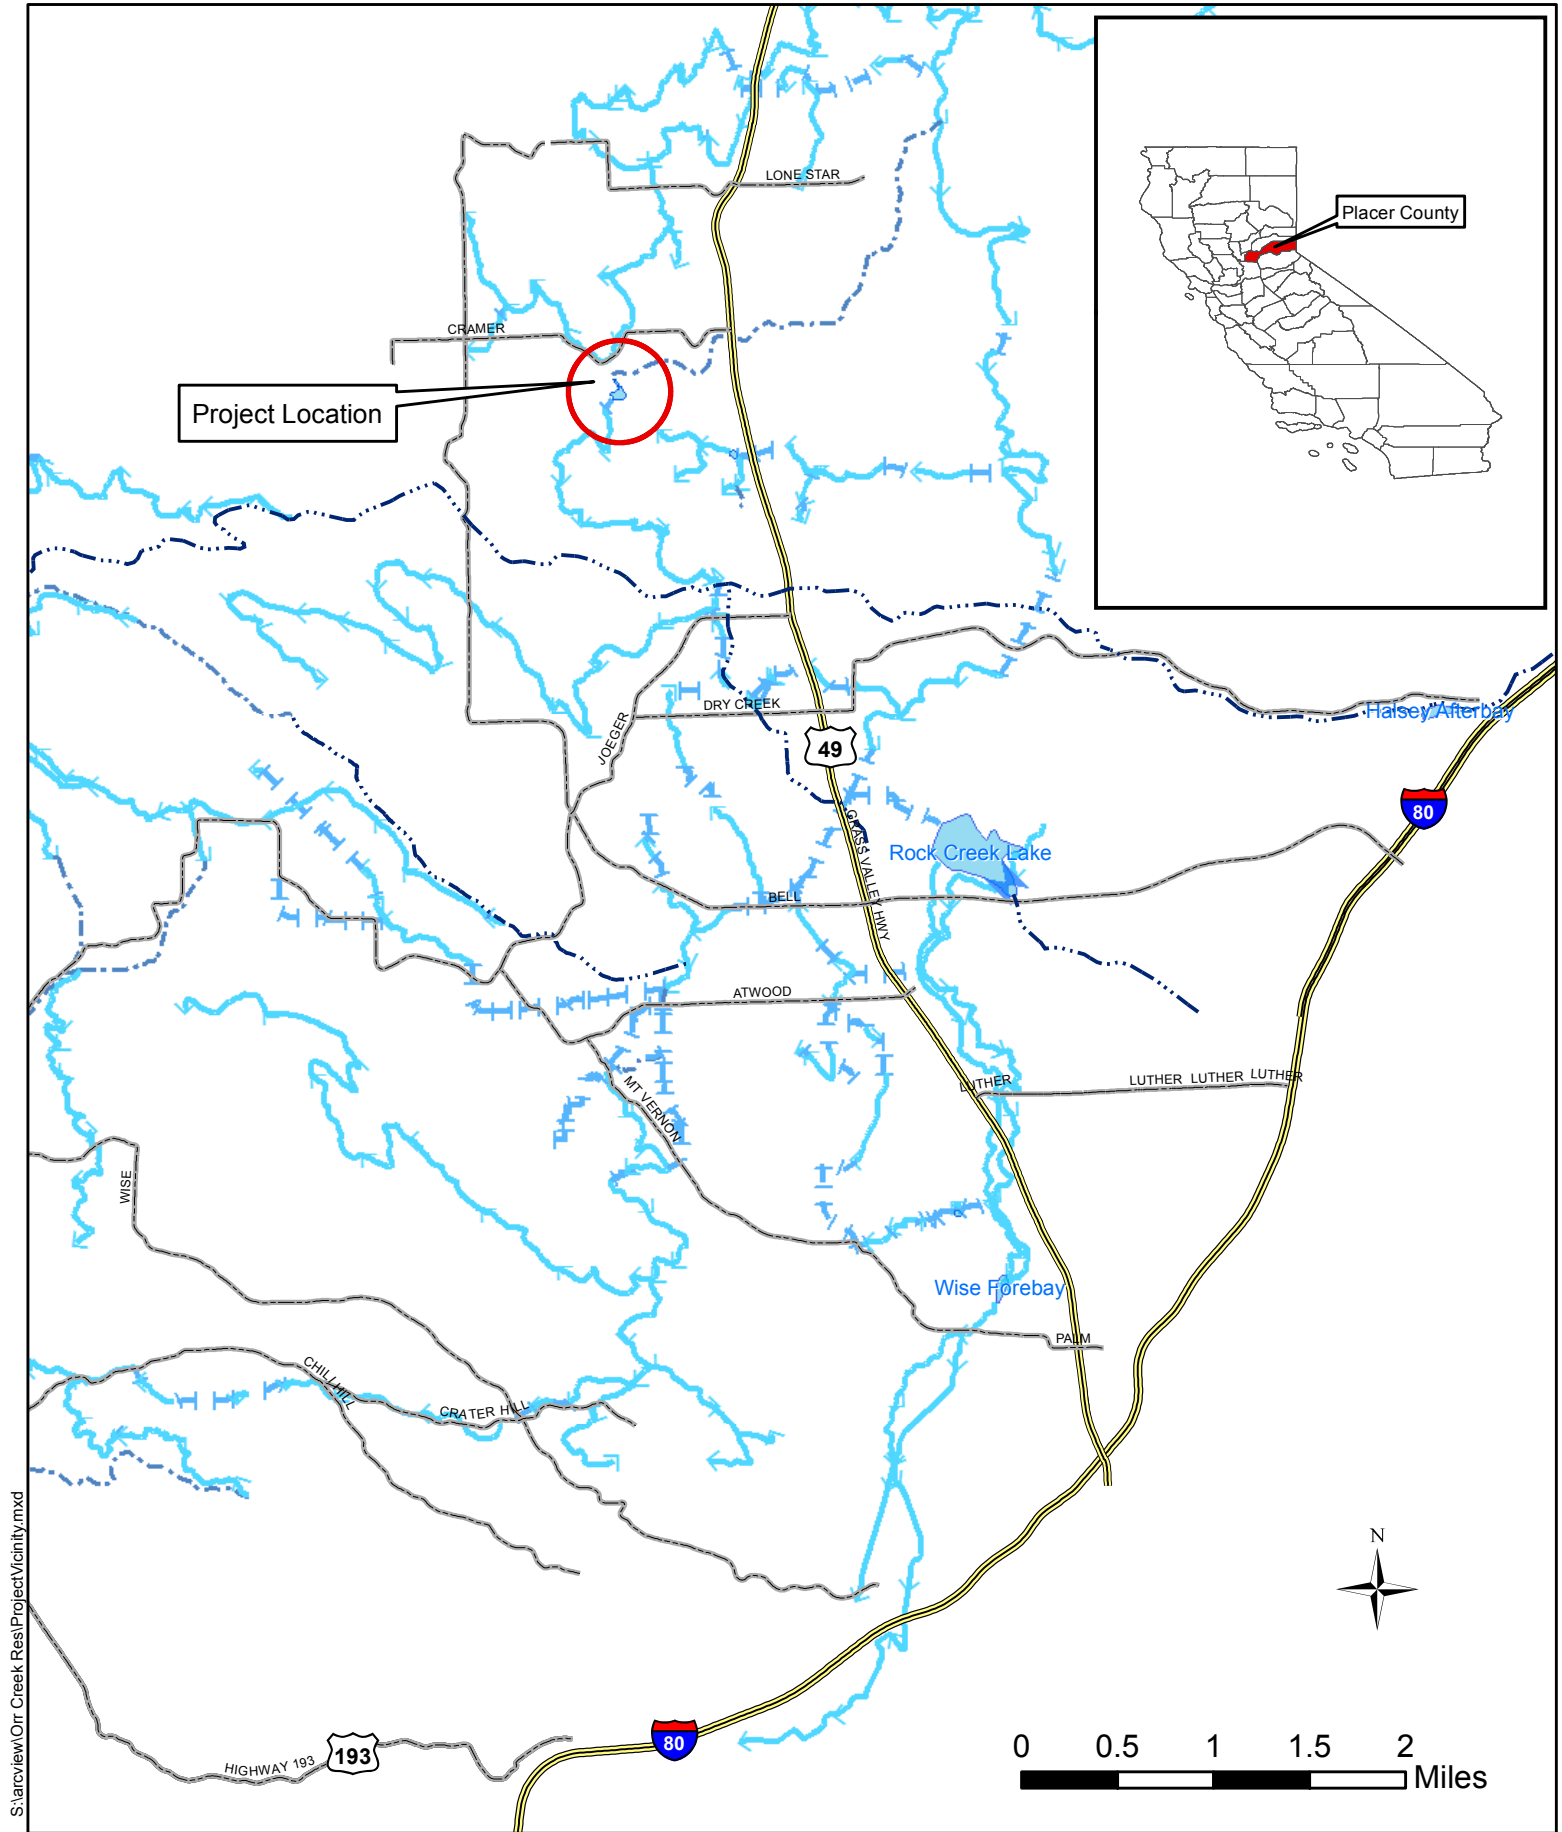 LONE STAR
Placer County
CRAMER
Project Location
DRY CREEK
JOEGER
Halsey Afterbay
49
80
GRASS VALLEY HWY
Rock Creek Lake
BELL
ATWOOD
LUTHER
LUTHER
LUTHER
LUTHER
MT VERNON
WISE
Wise Forebay
PALM
CHILI HILL
CRATER HILL
S:\arcview\Orr Creek Res\ProjectVicinity.mxd
N
80
193
HIGHWAY 193
0 0.5 1 1.5 2
Miles